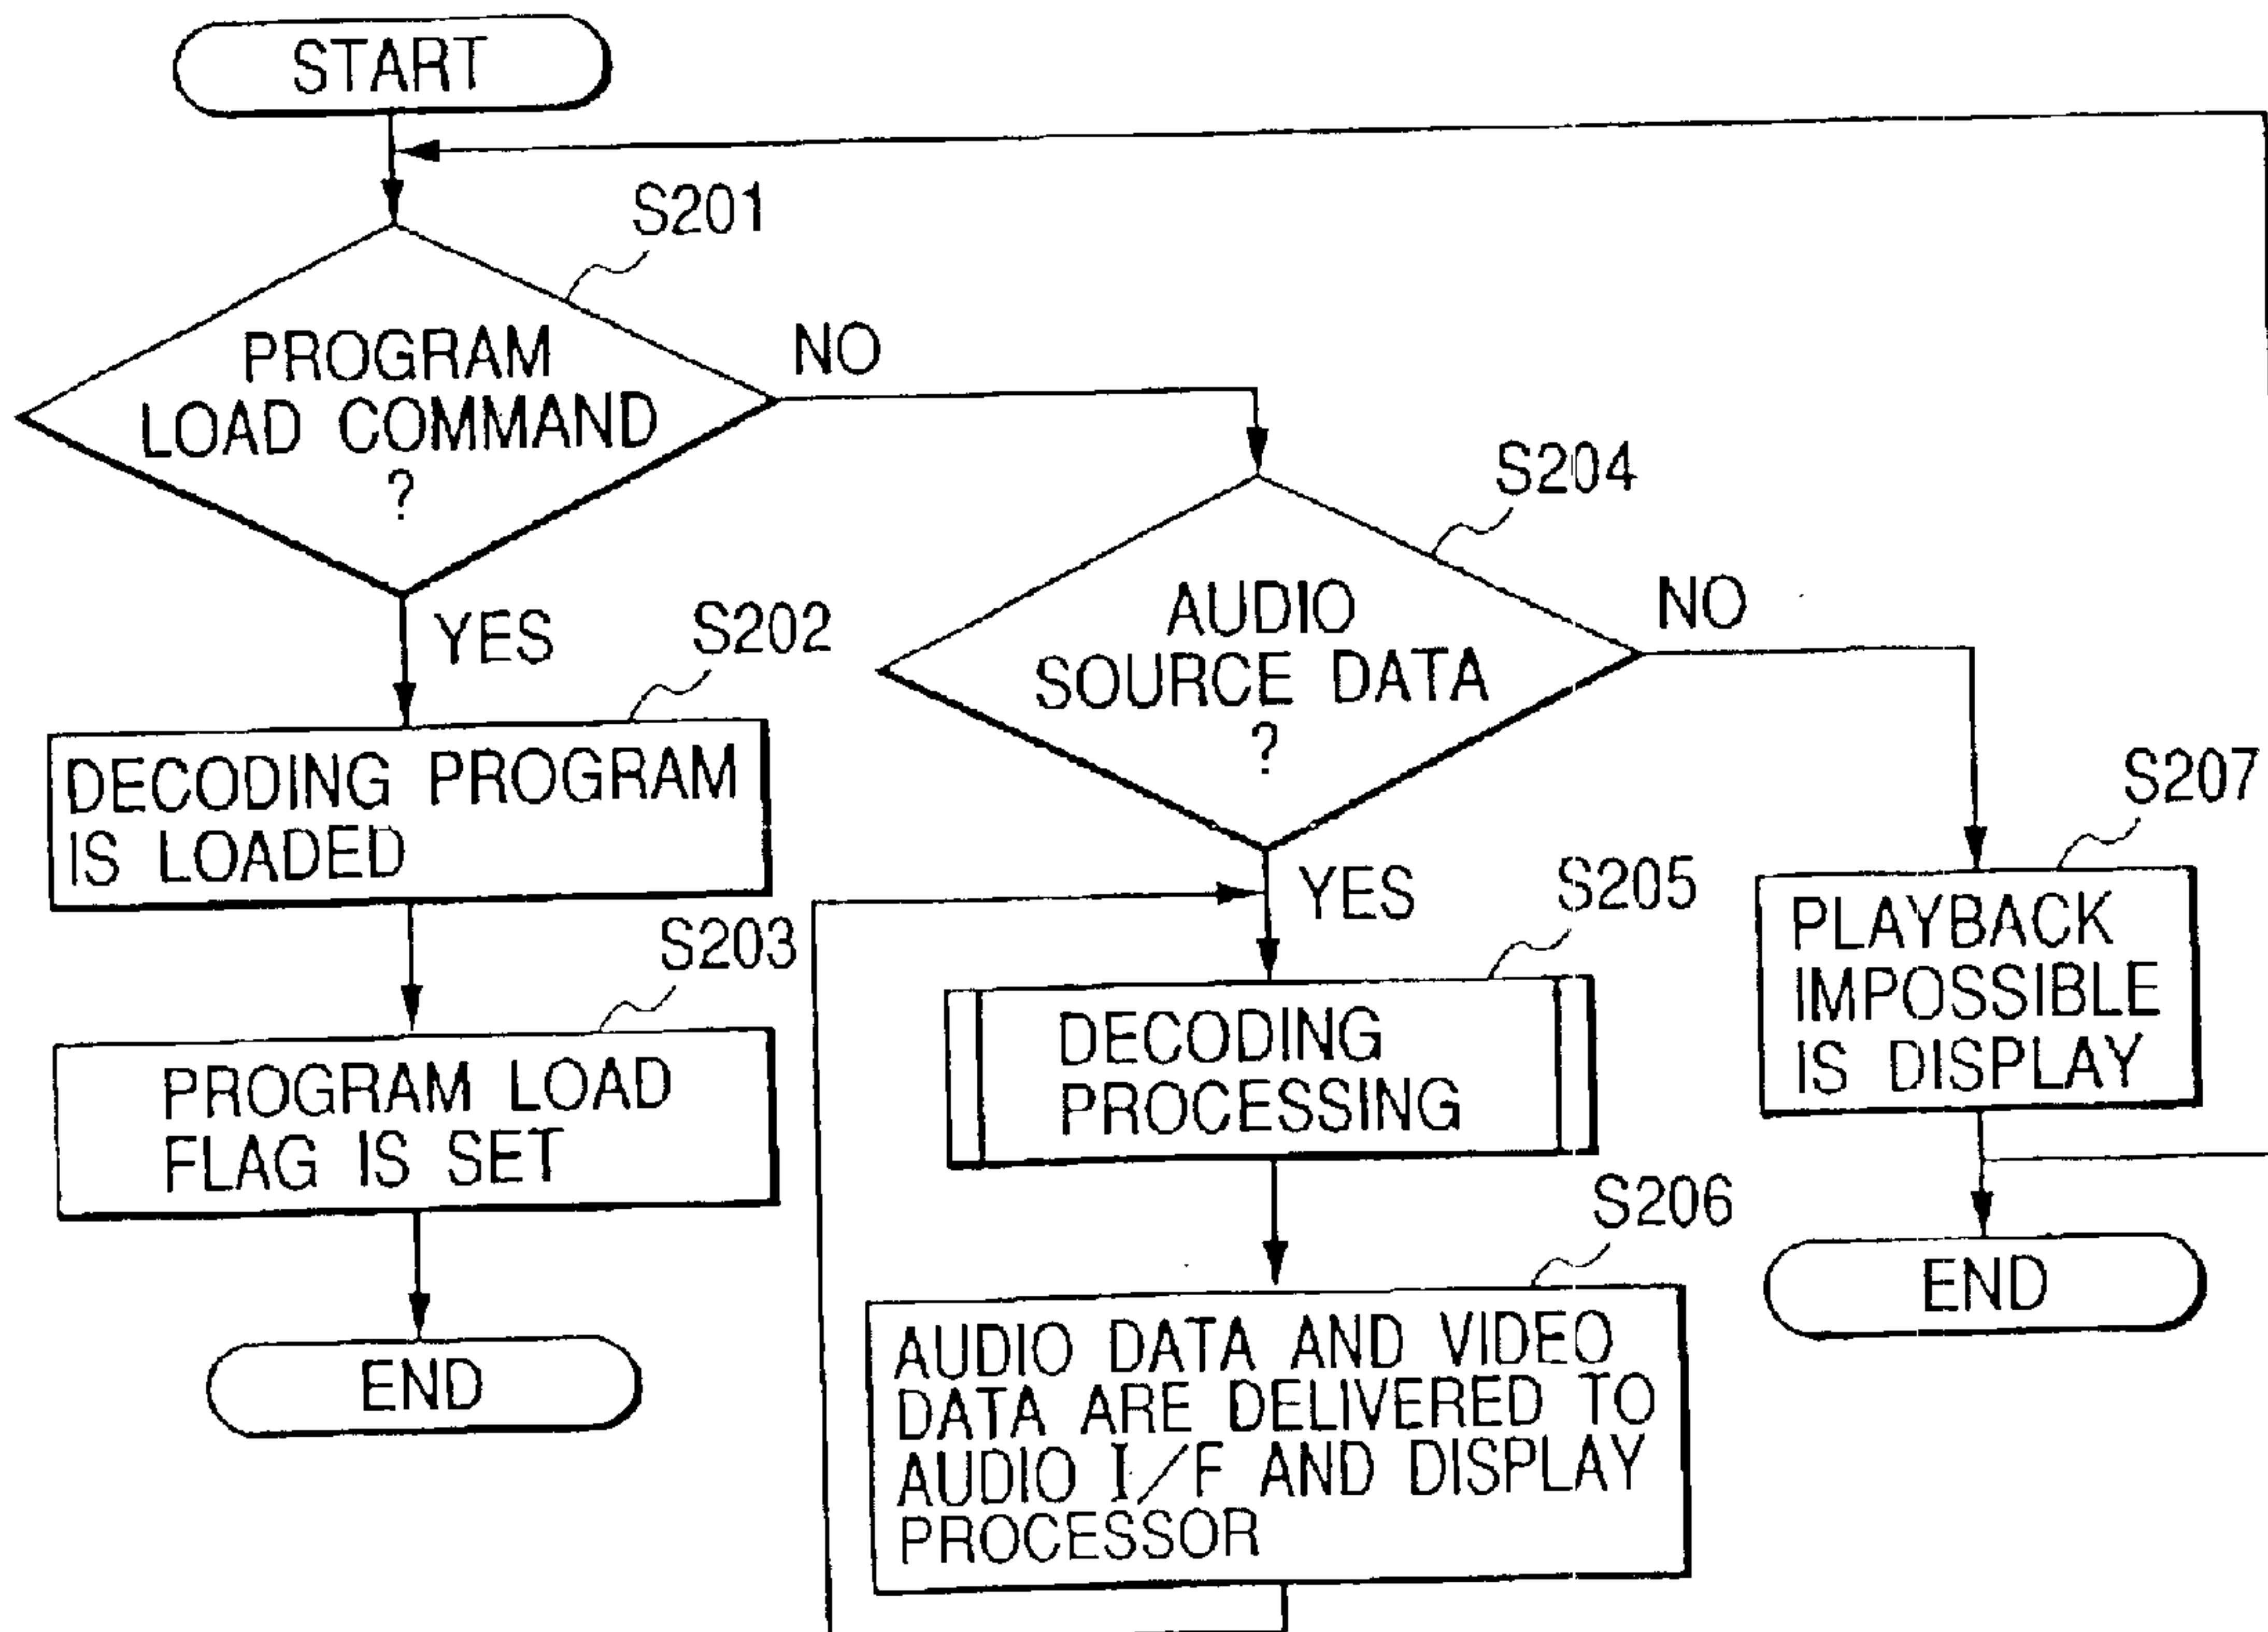 START
S201
PROGRAM
LOAD COMMAND
?
NO
YES
S202
DECODING PROGRAM
IS LOADED
S203
PROGRAM LOAD
FLAG IS SET
END
S204
AUDIO
SOURCE DATA
?
NO
YES
S205
DECODING
PROCESSING
S206
AUDIO DATA AND VIDEO
DATA ARE DELIVERED TO
AUDIO I/F AND DISPLAY
PROCESSOR
S207
PLAYBACK
IMPOSSIBLE
IS DISPLAY
END